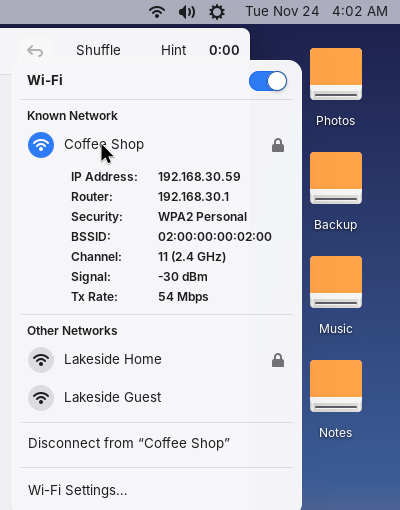 Tue Nov 24 4:02 AM
Shuffle Hint 0:00
Wi-Fi
Known Network
Coffee Shop
IP Address: 192.168.30.59
Router: 192.168.30.1
Security: WPA2 Personal
BSSID: 02:00:00:00:02:00
Channel: 11 (2.4 GHz)
Signal: -30 dBm
Tx Rate: 54 Mbps
Other Networks
Lakeside Home
Lakeside Guest
Disconnect from “Coffee Shop”
Wi-Fi Settings...
Photos
Backup
Music
Notes